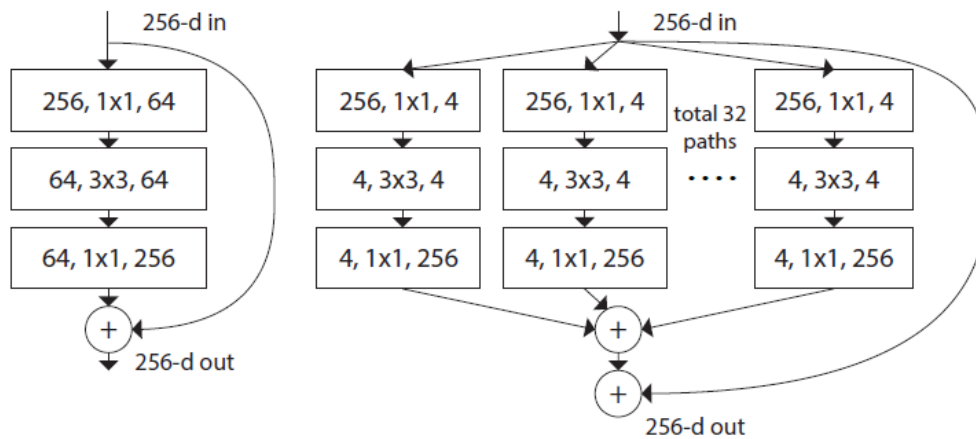 256-d in
256, 1x1, 64
64, 3x3, 64
64, 1x1, 256
+
256-d out
256-d in
256, 1x1, 4
256, 1x1, 4
total 32
paths
256, 1x1, 4
4, 3x3, 4
4, 3x3, 4
....
4, 3x3, 4
4, 1x1, 256
4, 1x1, 256
4, 1x1, 256
+
+
256-d out